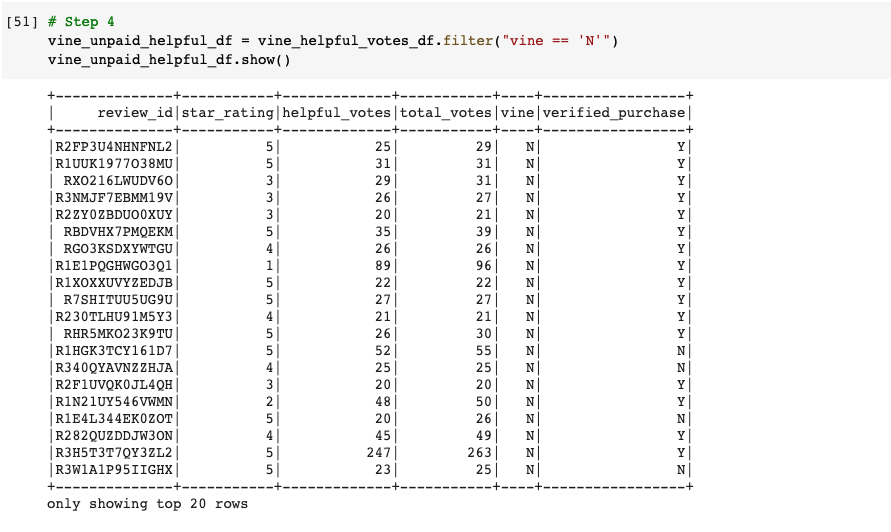 [51] # Step 4
vine_unpaid_helpful_df = vine_helpful_votes_df.filter("vine == 'N'")
vine_unpaid_helpful_df.show()
+--------------+-----------+-------------+-----------+----+-----------------+
|     review_id|star_rating|helpful_votes|total_votes|vine|verified_purchase|
+--------------+-----------+-------------+-----------+----+-----------------+
|R2FP3U4NHNFNL2|          5|           25|         29|   N|                Y|
|R1UUK1977O38MU|          5|           31|         31|   N|                Y|
| RXO216LWUDV6O|          3|           29|         31|   N|                Y|
|R3NMJF7EBMM19V|          3|           26|         27|   N|                Y|
|R2ZY0ZBDUO0XUY|          3|           20|         21|   N|                Y|
| RBDVHX7PMQEKM|          5|           35|         39|   N|                Y|
| RGO3KSDXYWTGU|          4|           26|         26|   N|                Y|
|R1E1PQGHWGO3Q1|          1|           89|         96|   N|                Y|
|R1XOXXUVYZEDJB|          5|           22|         22|   N|                Y|
| R7SHITUU5UG9U|          5|           27|         27|   N|                Y|
|R230TLHU91M5Y3|          4|           21|         21|   N|                Y|
| RHR5MKO23K9TU|          5|           26|         30|   N|                Y|
|R1HGK3TCY161D7|          5|           52|         55|   N|                N|
|R340QYAVNZZHJA|          4|           25|         25|   N|                N|
|R2F1UVQK0JL4QH|          3|           20|         20|   N|                Y|
|R1N21UY546VWMN|          2|           48|         50|   N|                Y|
|R1E4L344EK0ZOT|          5|           20|         26|   N|                N|
|R282QUZDDJW3ON|          4|           45|         49|   N|                Y|
|R3H5T3T7QY3ZL2|          5|          247|        263|   N|                Y|
|R3W1A1P95IIGHX|          5|           23|         25|   N|                N|
+--------------+-----------+-------------+-----------+----+-----------------+
only showing top 20 rows